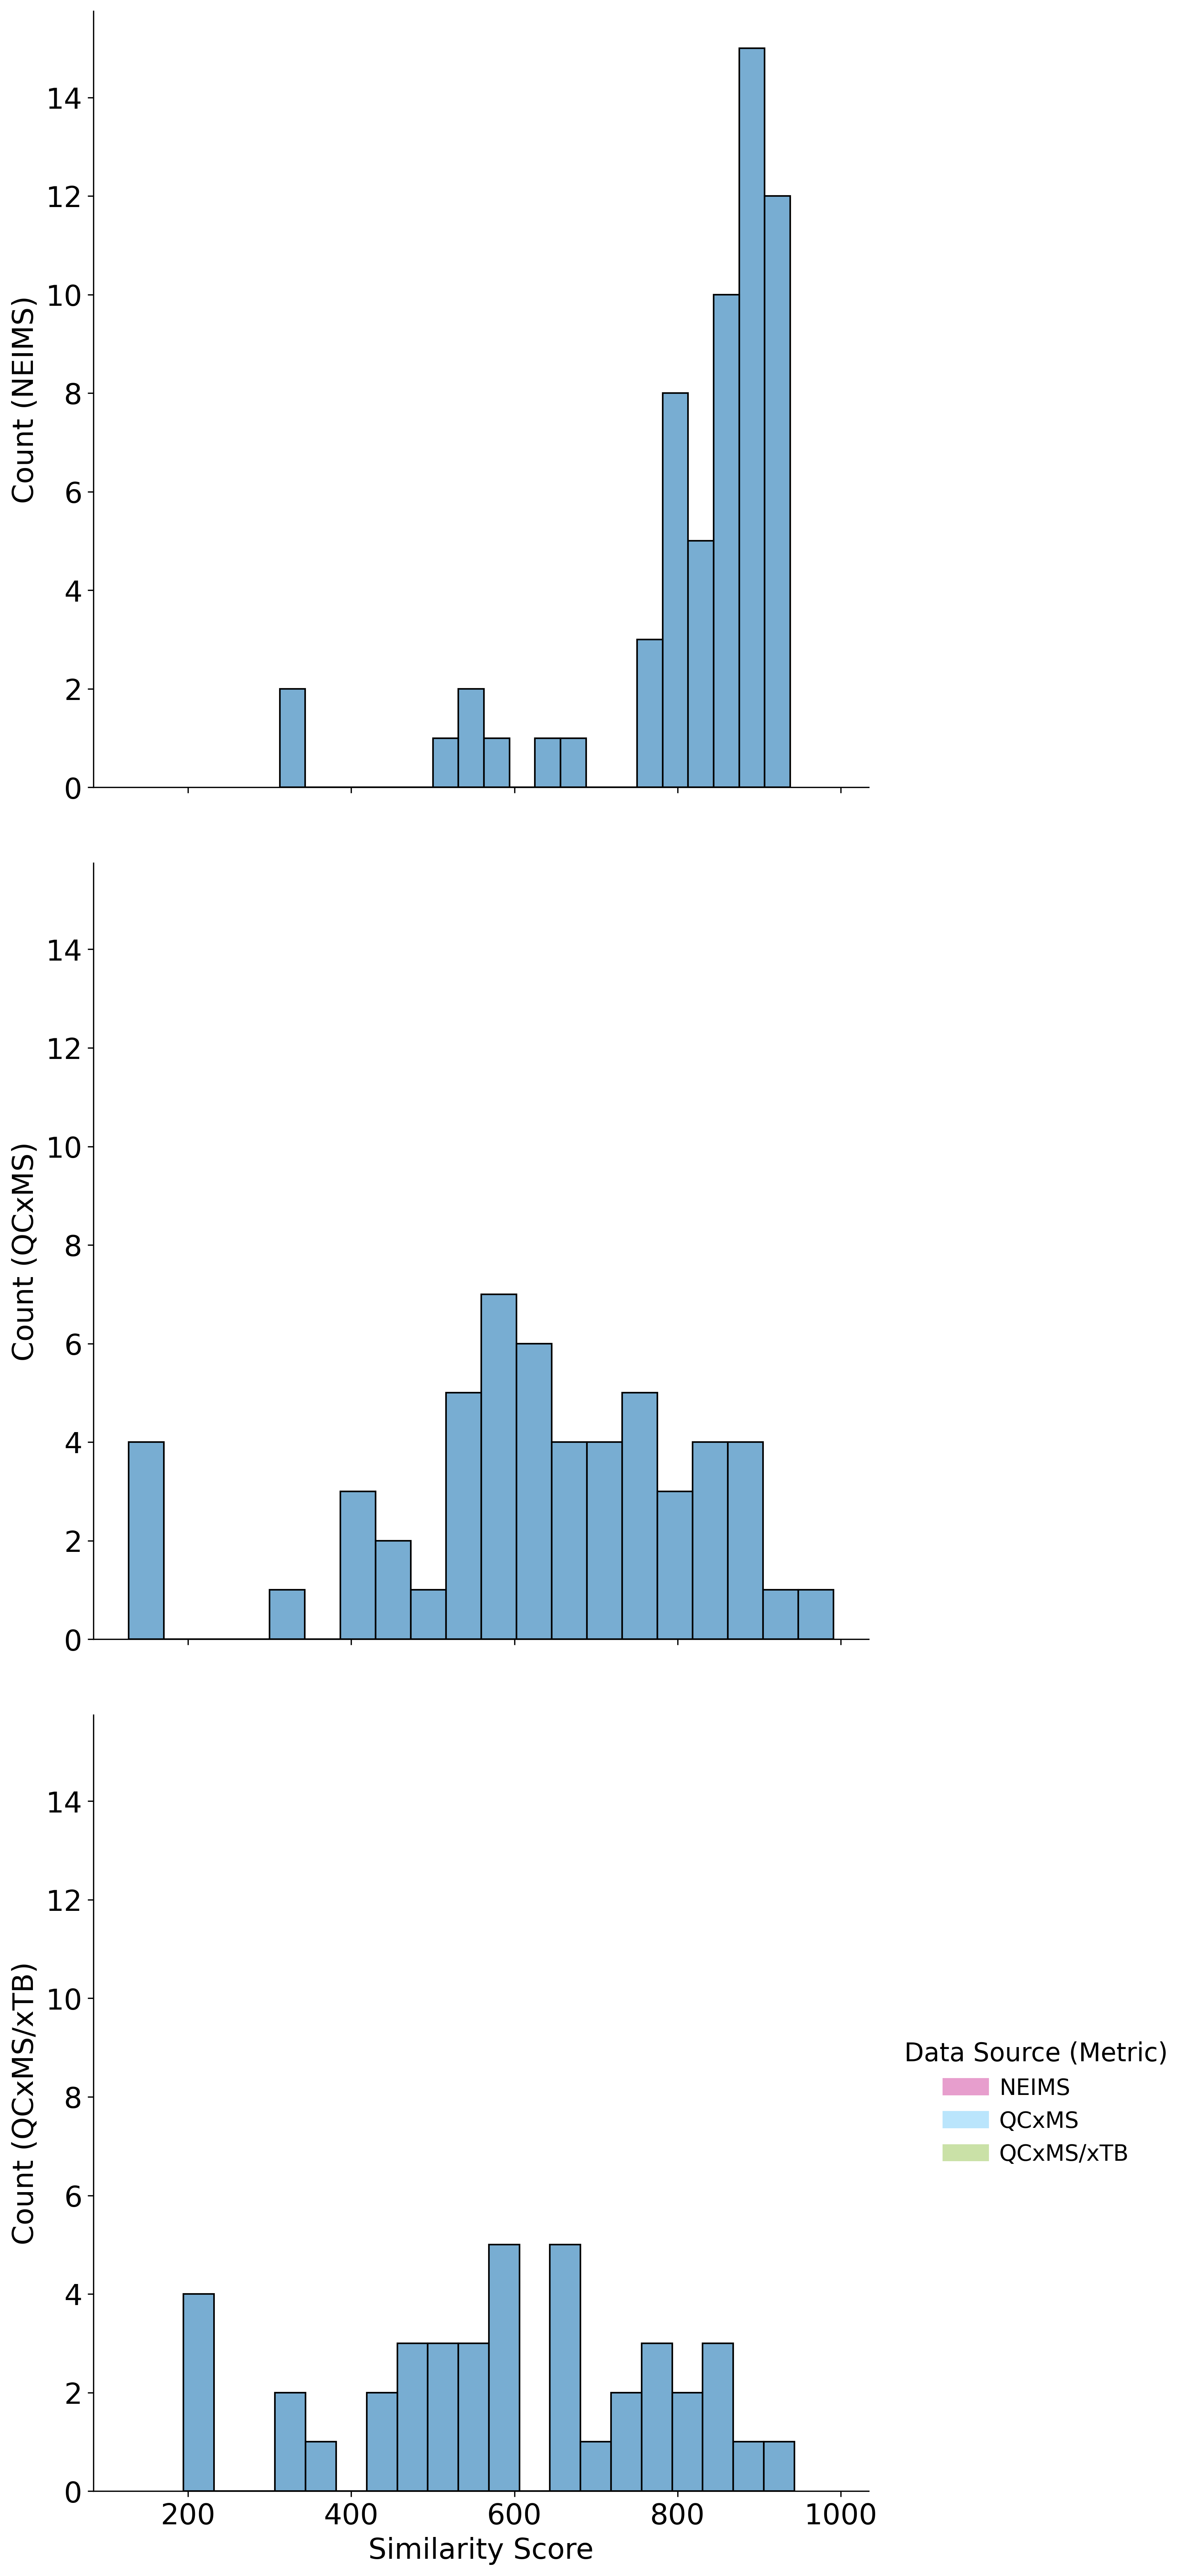 14
12
10
8
6
4
2
0
Count (NEIMS)
14
12
10
8
6
4
2
0
Count (QCxMS)
14
12
10
8
6
4
2
0
Count (QCxMS/xTB)
200 400 600 800 1000
Similarity Score
Data Source (Metric)
NEIMS
QCxMS
QCxMS/xTB